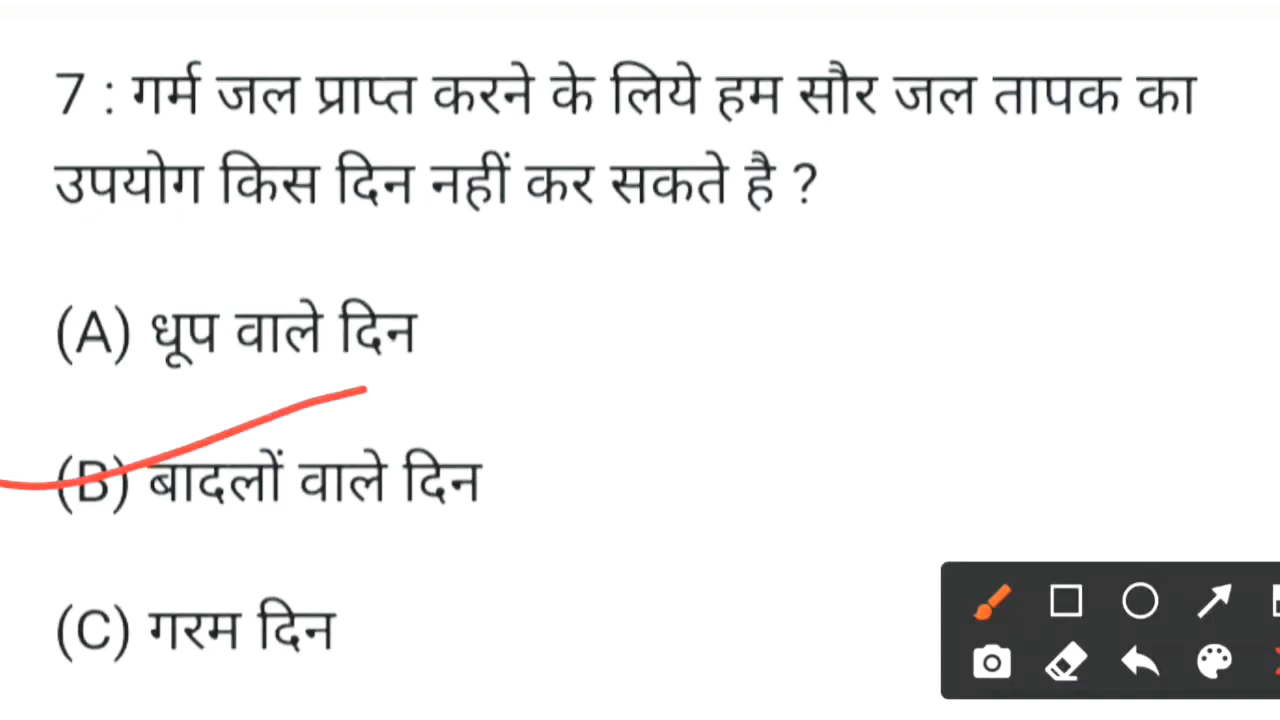 7 : गर्म जल प्राप्त करने के लिये हम सौर जल तापक का
उपयोग किस दिन नहीं कर सकते है ?
(A) धूप वाले दिन
(B) बादलों वाले दिन
(C) गरम दिन